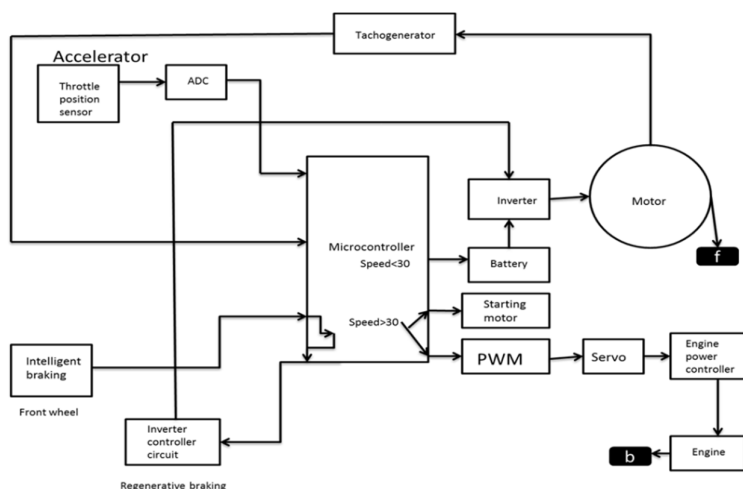 Tachogenerator
Accelerator
Throttle
position
sensor
ADC
Inverter
Motor
Microcontroller
Speed<30
Battery
f
Speed>30
Starting
motor
Intelligent
braking
Front wheel
PWM
Servo
Engine
power
controller
Inverter
controller
circuit
Regenerative braking
b
Engine